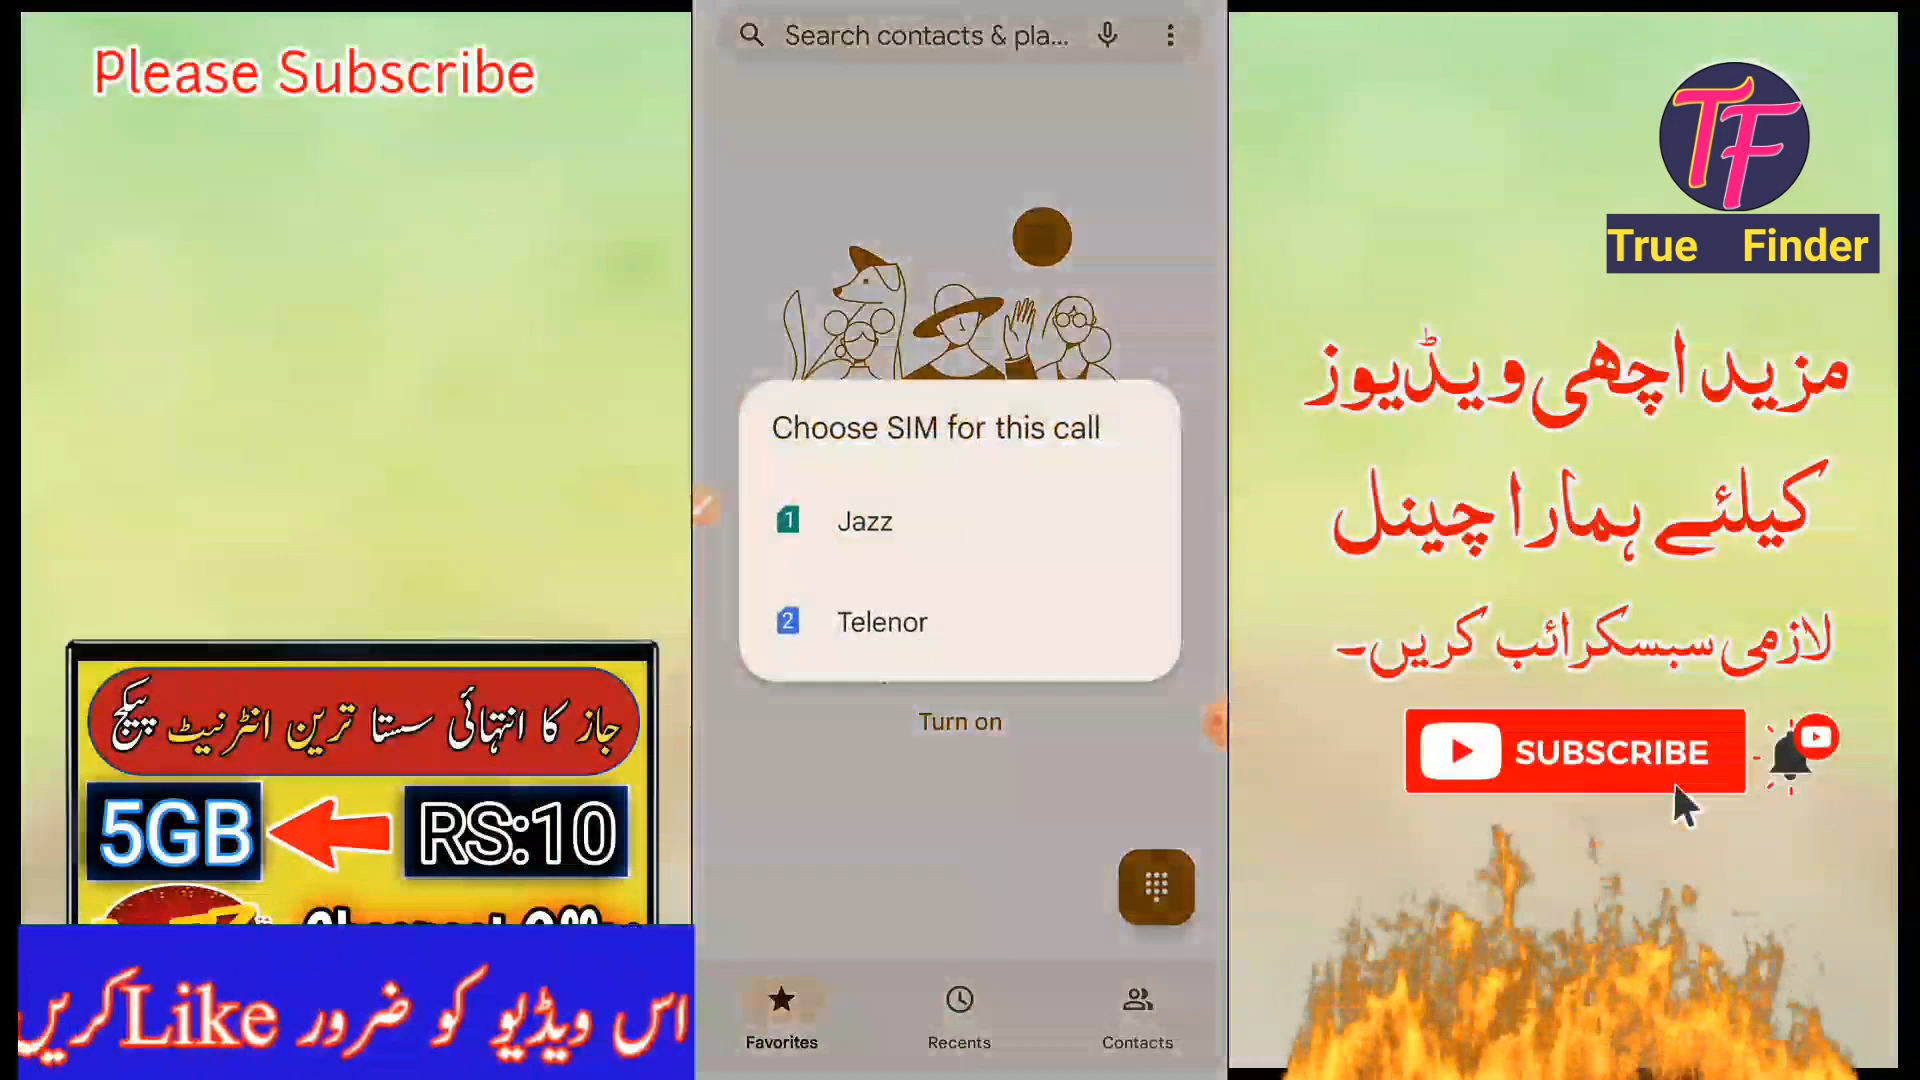 Please Subscribe
Search contacts & pla...
TF
True Finder
مزید اچھی ویڈیوز
کیلئے ہمارا چینل
لازمی سبسکرائب کریں۔
SUBSCRIBE
Choose SIM for this call
1 Jazz
2 Telenor
Turn on
جاز کا انتہائی سستا ترین انٹرنیٹ پیکج
5GB RS:10
اس ویڈیو کو ضرور Like کریں
Favorites Recents Contacts